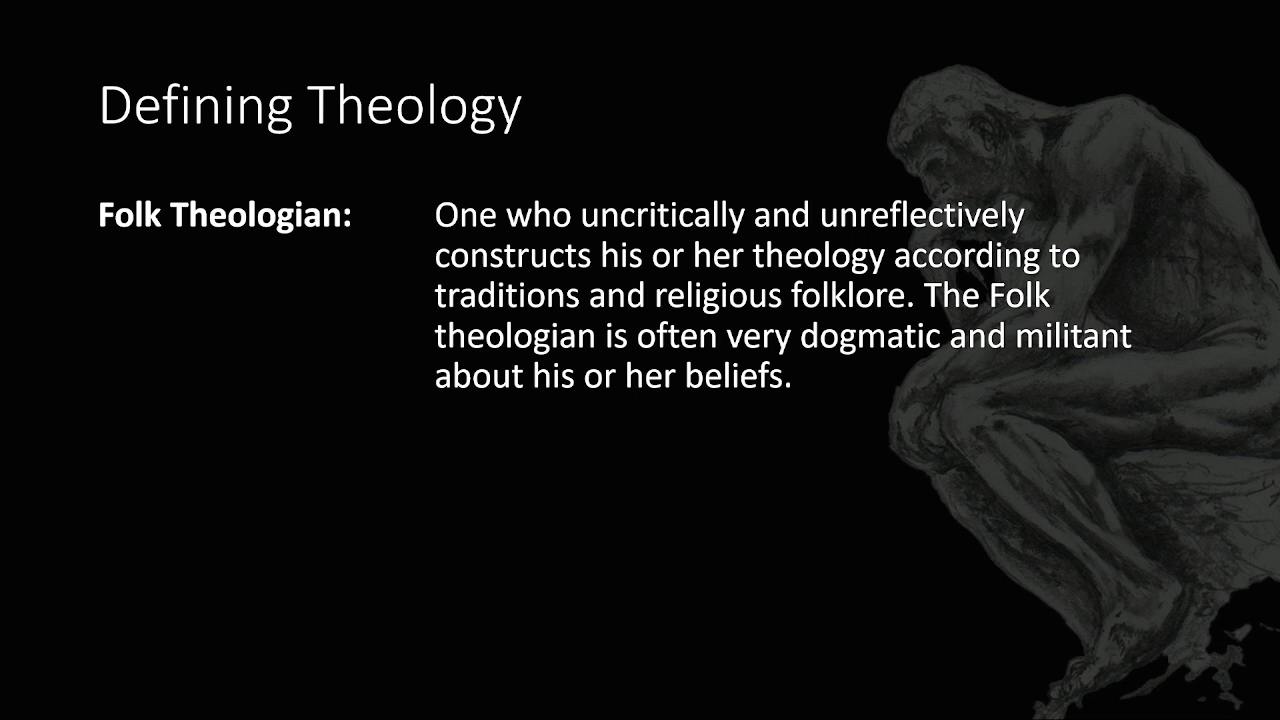 Defining Theology
Folk Theologian:
One who uncritically and unreflectively
constructs his or her theology according to
traditions and religious folklore. The Folk
theologian is often very dogmatic and militant
about his or her beliefs.